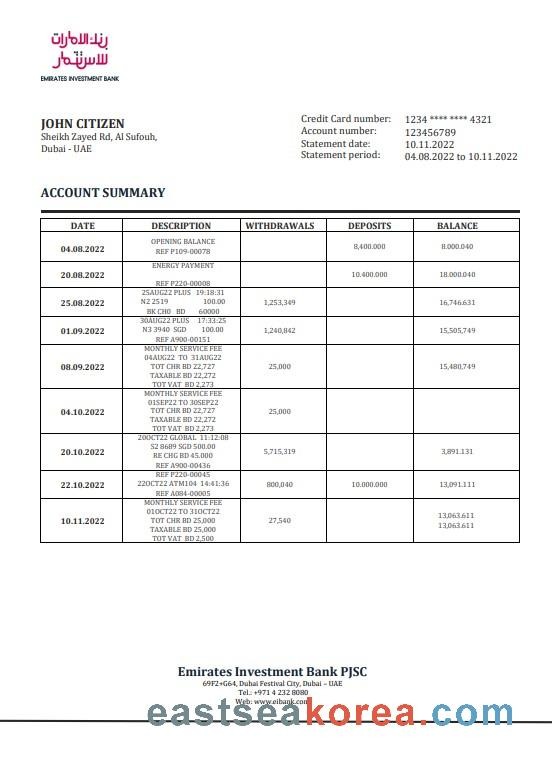 بنك الامارات
للاستثمار
EMIRATES INVESTMENT BANK
JOHN CITIZEN
Sheikh Zayed Rd, Al Sufouh,
Dubai - UAE
Credit Card number: 1234 **** **** 4321
Account number: 123456789
Statement date: 10.11.2022
Statement period: 04.08.2022 to 10.11.2022
ACCOUNT SUMMARY
DATE DESCRIPTION WITHDRAWALS DEPOSITS BALANCE
04.08.2022 OPENING BALANCE 8,400.000 8.000.040
REF P109-00078
20.08.2022 ENERGY PAYMENT 10.400.000 18.000.040
REF P220-00008
25.08.2022 25AUG22 PLUS 19:18:31 1,253,349 16,746.631
N2 2519 100.00
BK CH0 BD 60000
01.09.2022 30AUG22 PLUS 17:33:25 1,240,842 15,505,749
N3 3940 SGD 100.00
REF A900-00151
08.09.2022 MONTHLY SERVICE FEE 25,000 15,480,749
04AUG22 TO 31AUG22
TOT CHR BD 22,727
TAXABLE BD 22,272
TOT VAT BD 2,273
04.10.2022 MONTHLY SERVICE FEE 25,000
01SEP22 TO 30SEP22
TOT CHR BD 22,727
TAXABLE BD 22,272
TOT VAT BD 2,273
20.10.2022 20OCT22 GLOBAL 11:12:08 5,715,319 3,891.131
S2 8689 SGD 500.00
RE CHG BD 45.000
REF A900-00436
22.10.2022 REF P220-00045 800,040 10.000.000 13,091.111
22OCT22 ATM104 14:41:36
REF A084-00005
10.11.2022 MONTHLY SERVICE FEE 27,540 13,063.611
01OCT22 TO 31OCT22 13,063.611
TOT CHR BD 25,000
TAXABLE BD 25,000
TOT VAT BD 2,500
Emirates Investment Bank PJSC
69F2+G64, Dubai Festival City, Dubai – UAE
Tel.: +971 4 232 8080
Web: www.eibank.com
eastseakorea.com